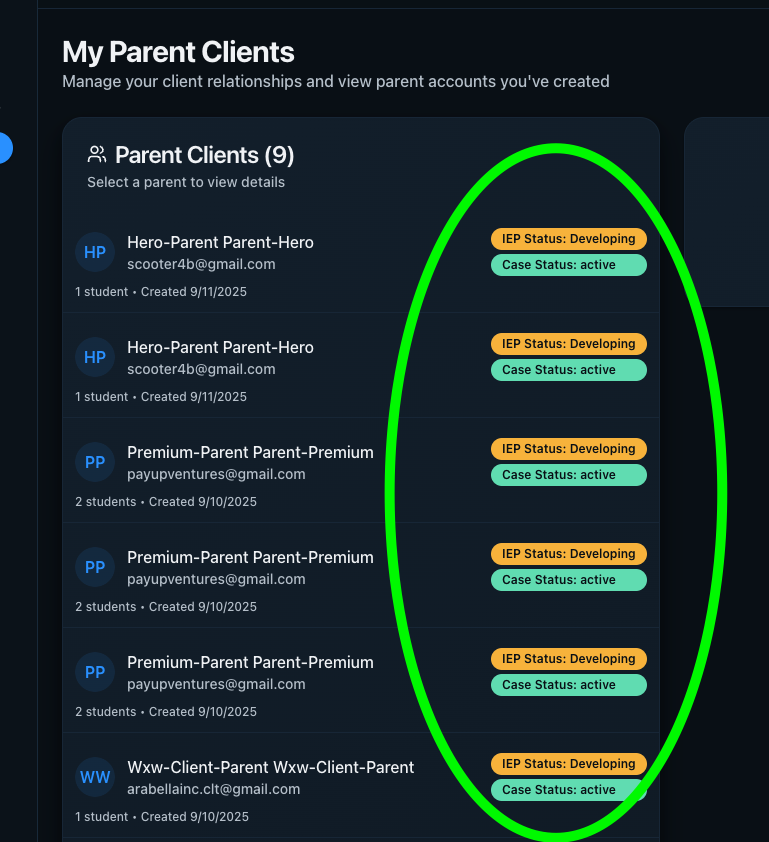 My Parent Clients
Manage your client relationships and view parent accounts you've created
Parent Clients (9)
Select a parent to view details
HP
Hero-Parent Parent-Hero
scooter4b@gmail.com
1 student • Created 9/11/2025
IEP Status: Developing
Case Status: active
HP
Hero-Parent Parent-Hero
scooter4b@gmail.com
1 student • Created 9/11/2025
IEP Status: Developing
Case Status: active
PP
Premium-Parent Parent-Premium
payupventures@gmail.com
2 students • Created 9/10/2025
IEP Status: Developing
Case Status: active
PP
Premium-Parent Parent-Premium
payupventures@gmail.com
2 students • Created 9/10/2025
IEP Status: Developing
Case Status: active
PP
Premium-Parent Parent-Premium
payupventures@gmail.com
2 students • Created 9/10/2025
IEP Status: Developing
Case Status: active
WW
Wxw-Client-Parent Wxw-Client-Parent
arabellainc.clt@gmail.com
1 student • Created 9/10/2025
IEP Status: Developing
Case Status: active